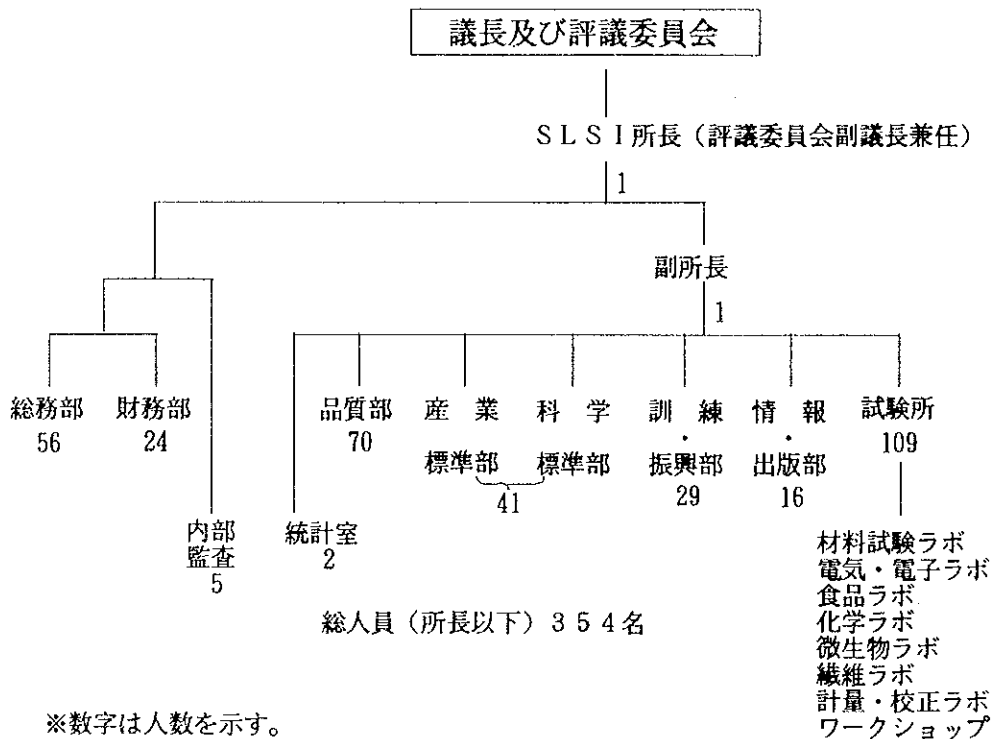 議長及び評議委員会
SLSI所長（評議委員会副議長兼任）
1
副所長
1
総務部 財務部 品質部 産業 科学 訓練 情報 試験所
56 24 70 ・ ・ 109
標準部 標準部 振興部 出版部
41 29 16
内部 統計室
監査 2
5
材料試験ラボ
電気・電子ラボ
食品ラボ
化学ラボ
微生物ラボ
繊維ラボ
計量・校正ラボ
ワークショップ
総人員（所長以下）354名
※数字は人数を示す。